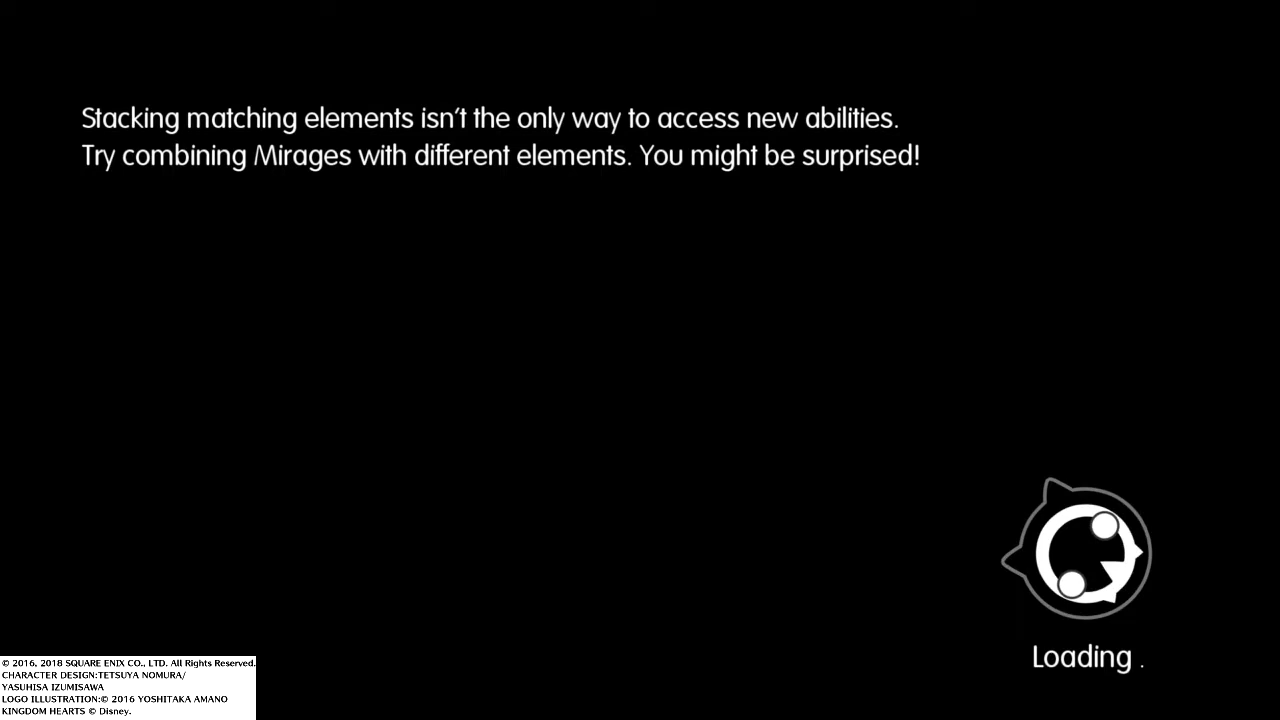 Stacking matching elements isn't the only way to access new abilities.
Try combining Mirages with different elements. You might be surprised!
Loading .
© 2016, 2018 SQUARE ENIX CO., LTD. All Rights Reserved.
CHARACTER DESIGN:TETSUYA NOMURA/
YASUHISA IZUMISAWA
LOGO ILLUSTRATION:© 2016 YOSHITAKA AMANO
KINGDOM HEARTS © Disney.